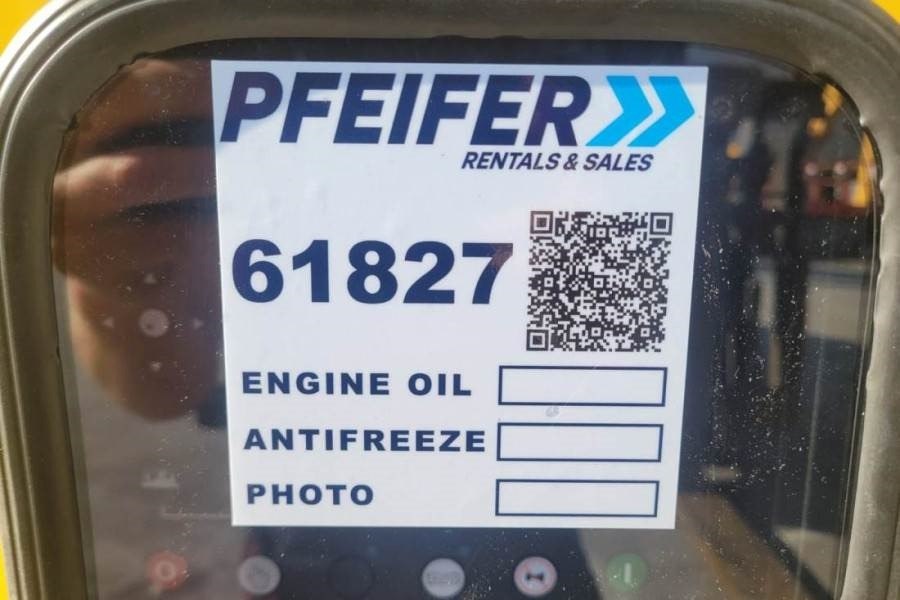 PFEIFER
RENTALS & SALES
61827
ENGINE OIL
ANTIFREEZE
PHOTO